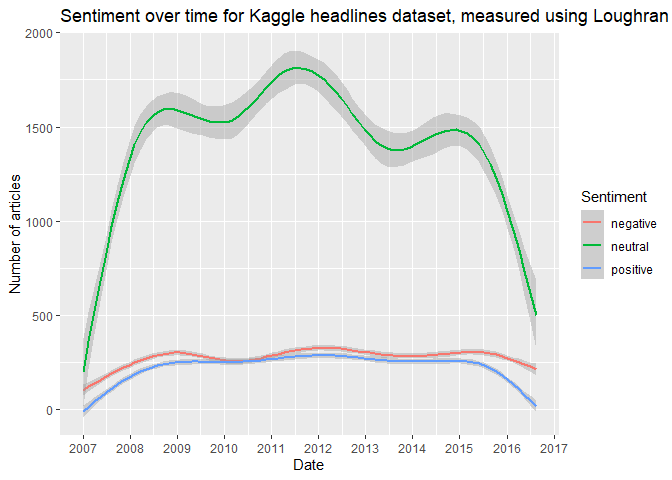 Sentiment over time for Kaggle headlines dataset, measured using Loughran
Number of articles
2000
1500
1000
500
0
2007 2008 2009 2010 2011 2012 2013 2014 2015 2016 2017
Date
Sentiment
negative
neutral
positive